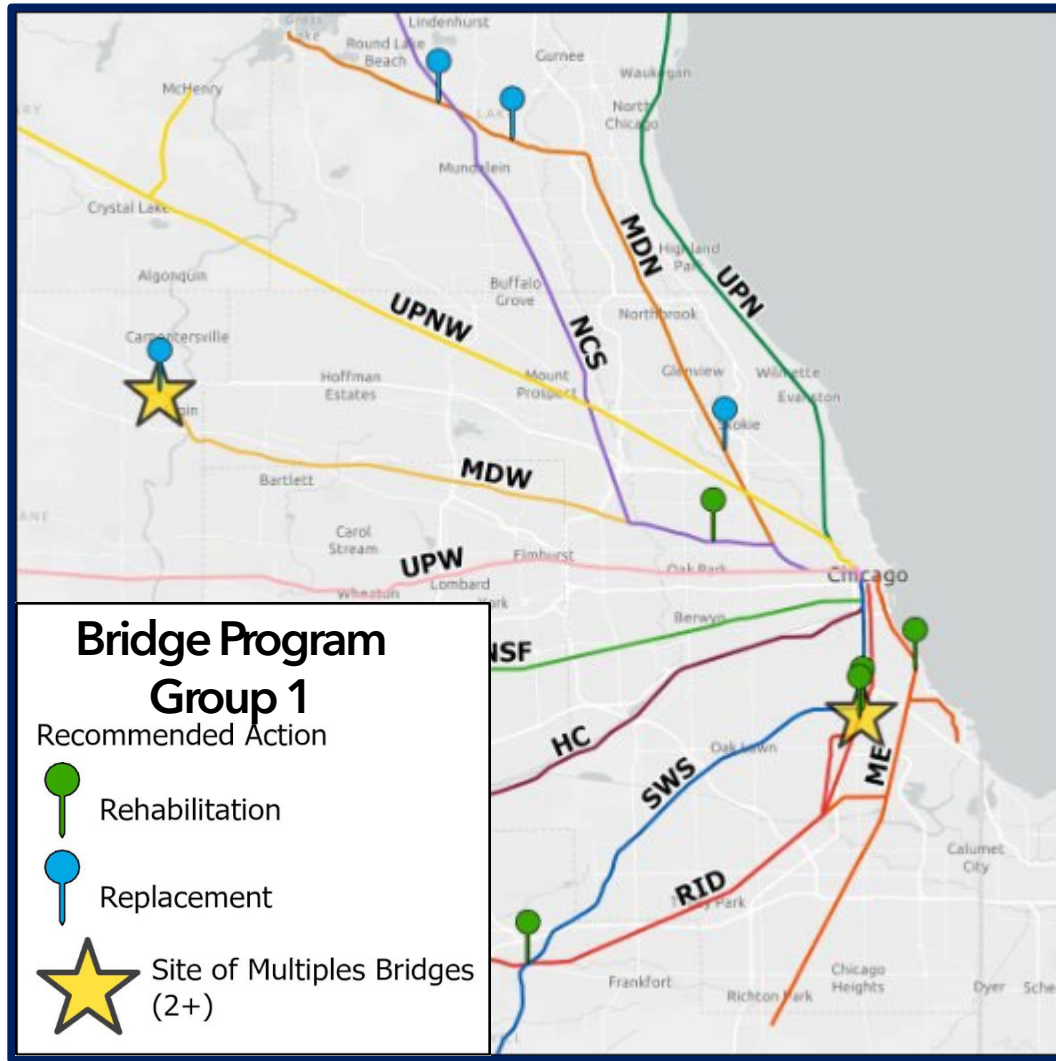 Lindenhurst
Lake
Round Lake
Beach
Gurnee
Waukegan
McHenry
North
Chicago
Mundelein
Crystal Lake
Highland
Park
MDN
UPN
Algonquin
Buffalo
Grove
UPNW
NCS
Northbrook
Carpentersville
Hoffman
Estates
Mount
Prospect
Glenview
Wilmette
Evanston
MDW
Bartlett
Carol
Stream
UPW
Elmhurst
Oak Park
Chicago
Wheaton
Lombard
Berwyn
NSF
HC
Oak Lawn
SWS
ME
RID
Calumet
City
Frankfort
Richton Park
Chicago
Heights
Dyer
Sche
Bridge Program
Group 1
Recommended Action
Rehabilitation
Replacement
Site of Multiples Bridges
(2+)